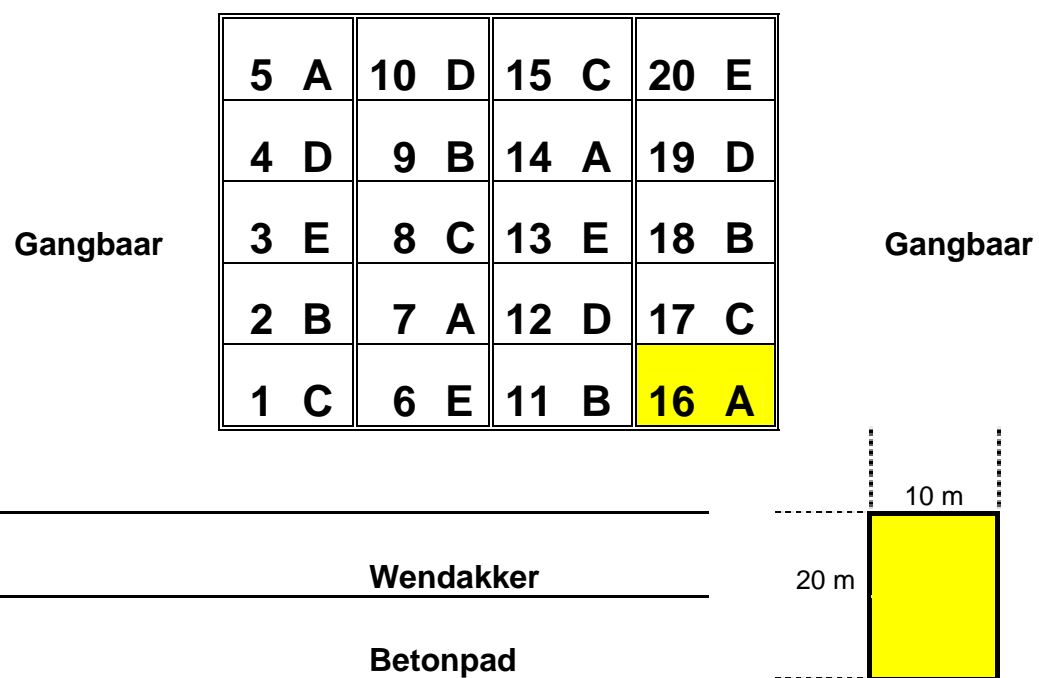 5 A 10 D 15 C 20 E
4 D 9 B 14 A 19 D
Gangbaar 3 E 8 C 13 E 18 B Gangbaar
2 B 7 A 12 D 17 C
1 C 6 E 11 B 16 A
10 m
Wendakker 20 m
Betonpad